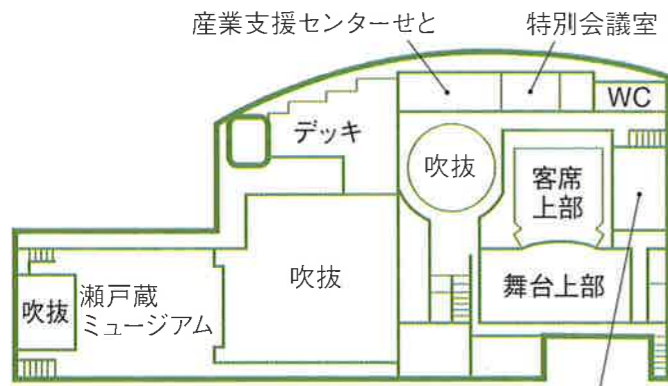 産業支援センターせと
特別会議室
WC
デッキ
吹抜
客席
上部
吹抜
舞台上部
吹抜
瀬戸蔵
ミュージアム